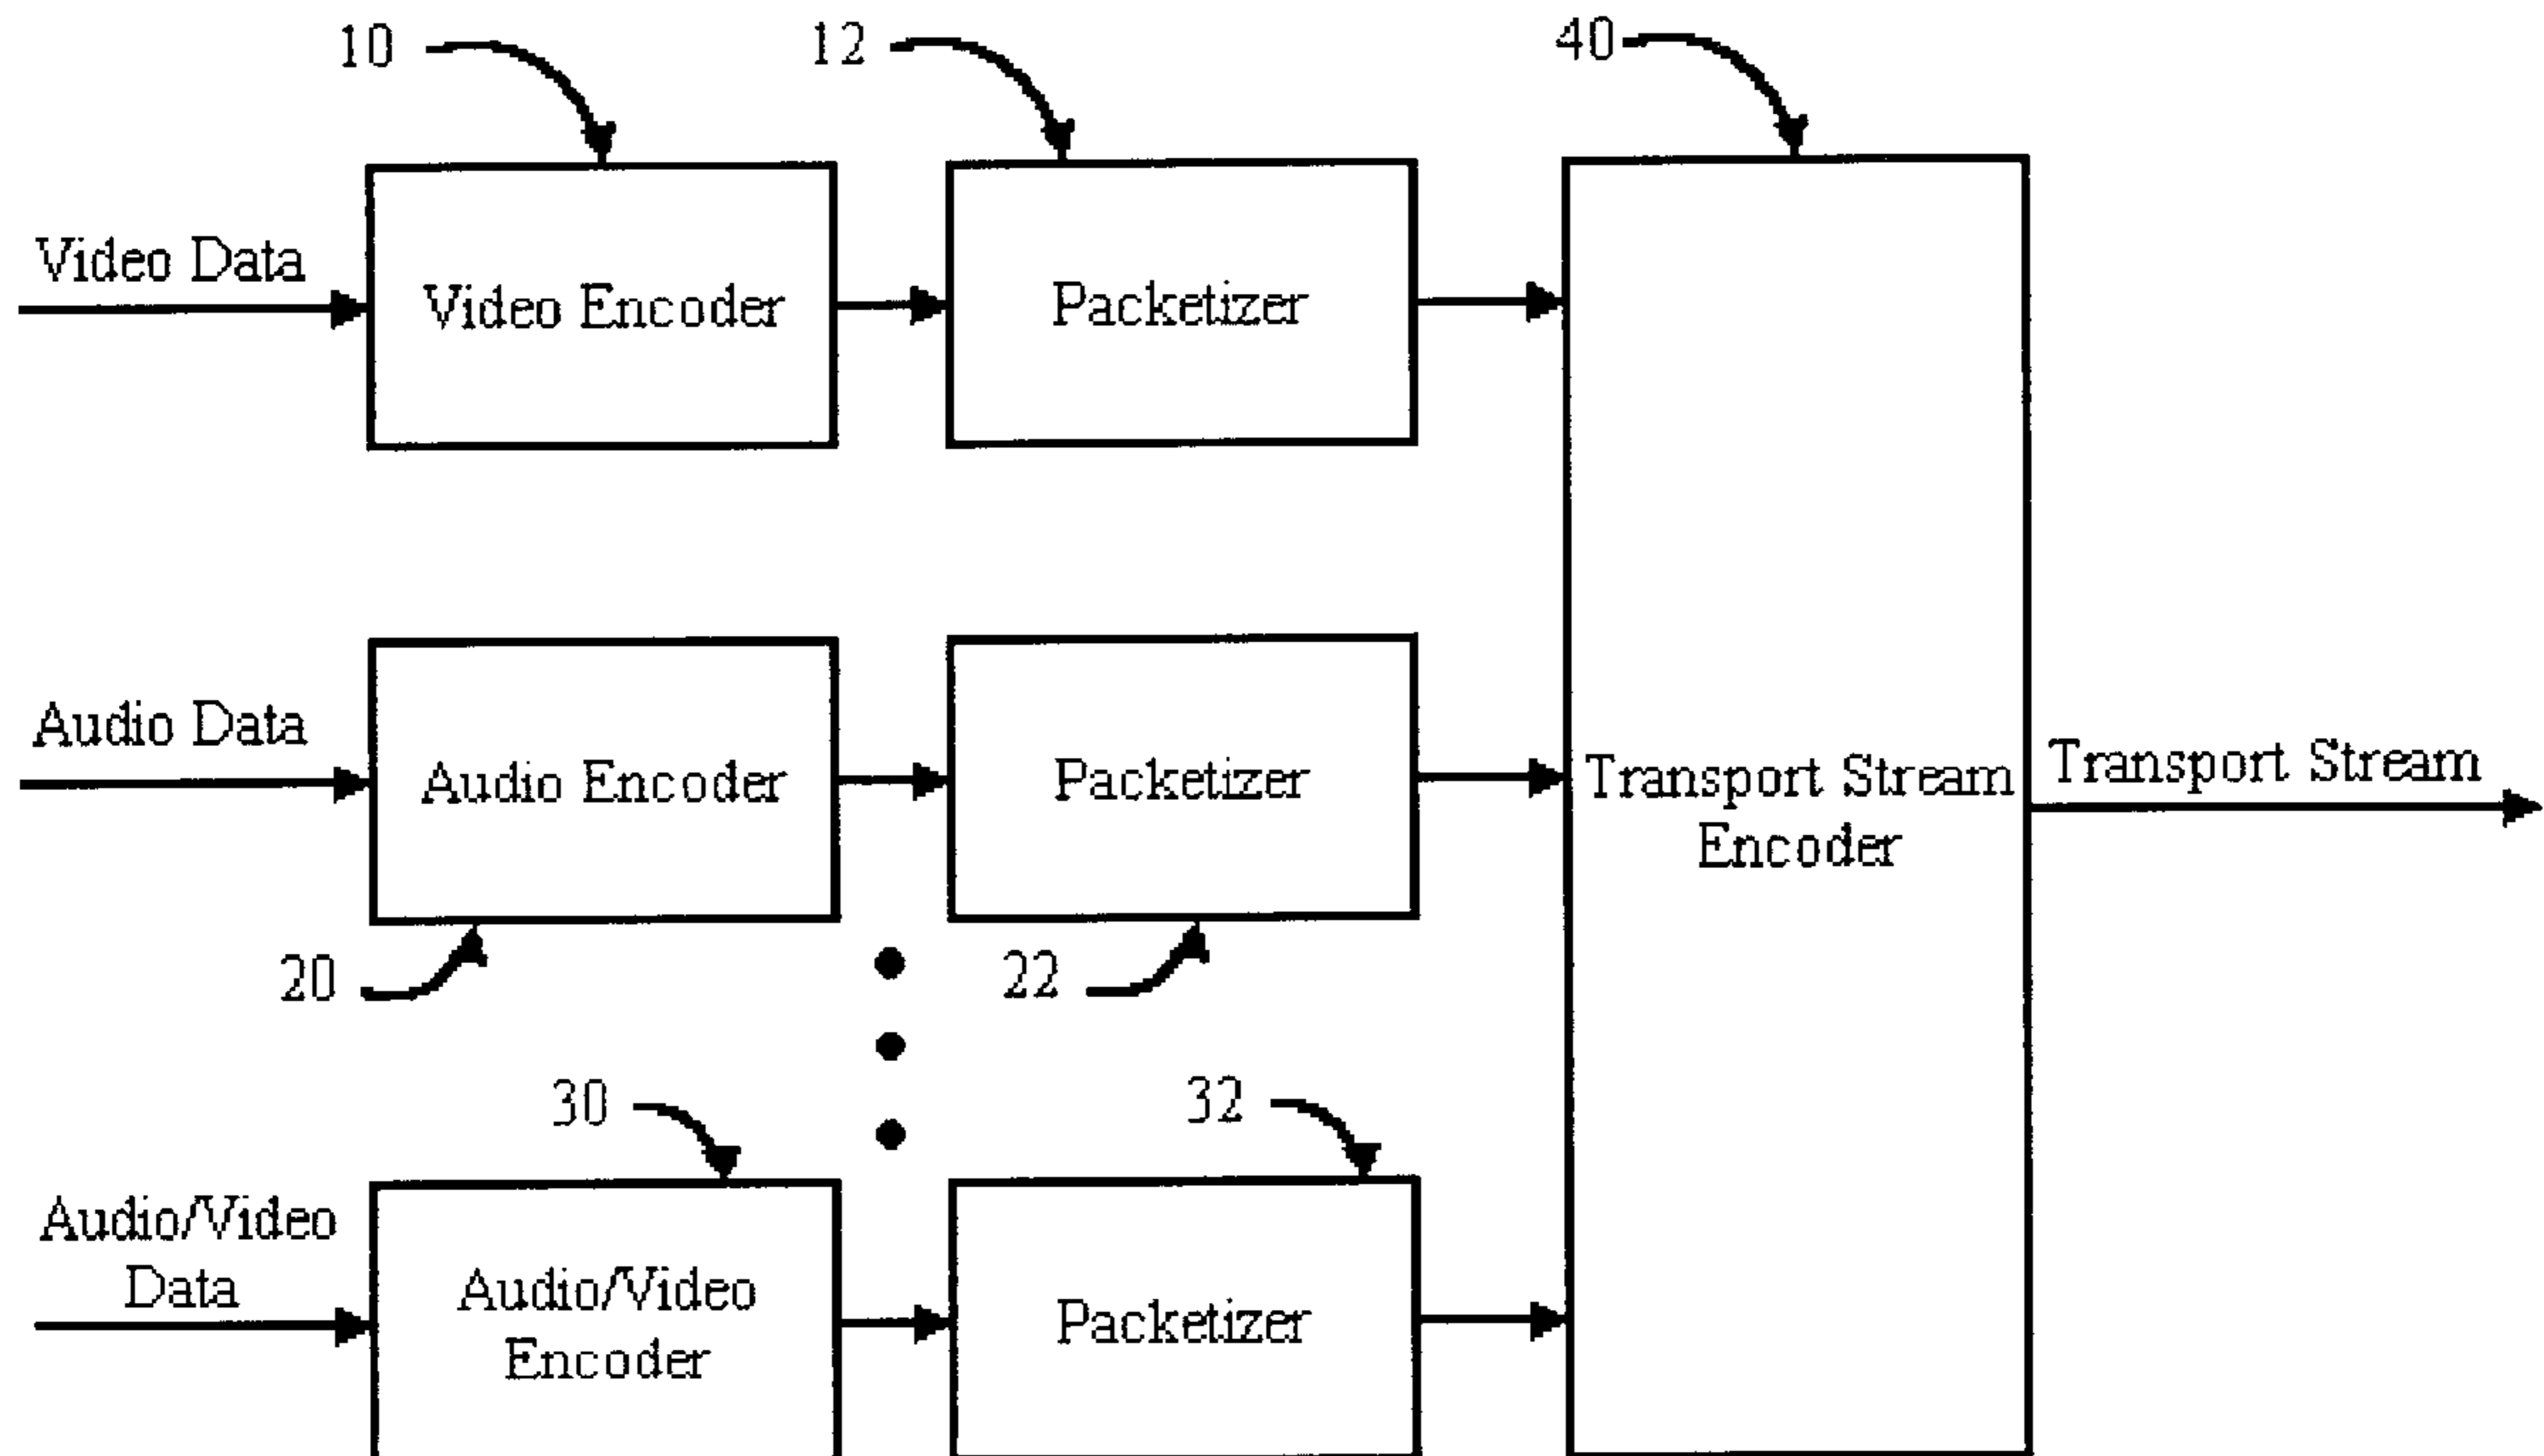 10
12
40
Video Data
Video Encoder
Packetizer
Audio Data
Audio Encoder
Packetizer
Transport Stream
Encoder
Transport Stream
20
22
30
32
Audio/Video
Data
Audio/Video
Encoder
Packetizer